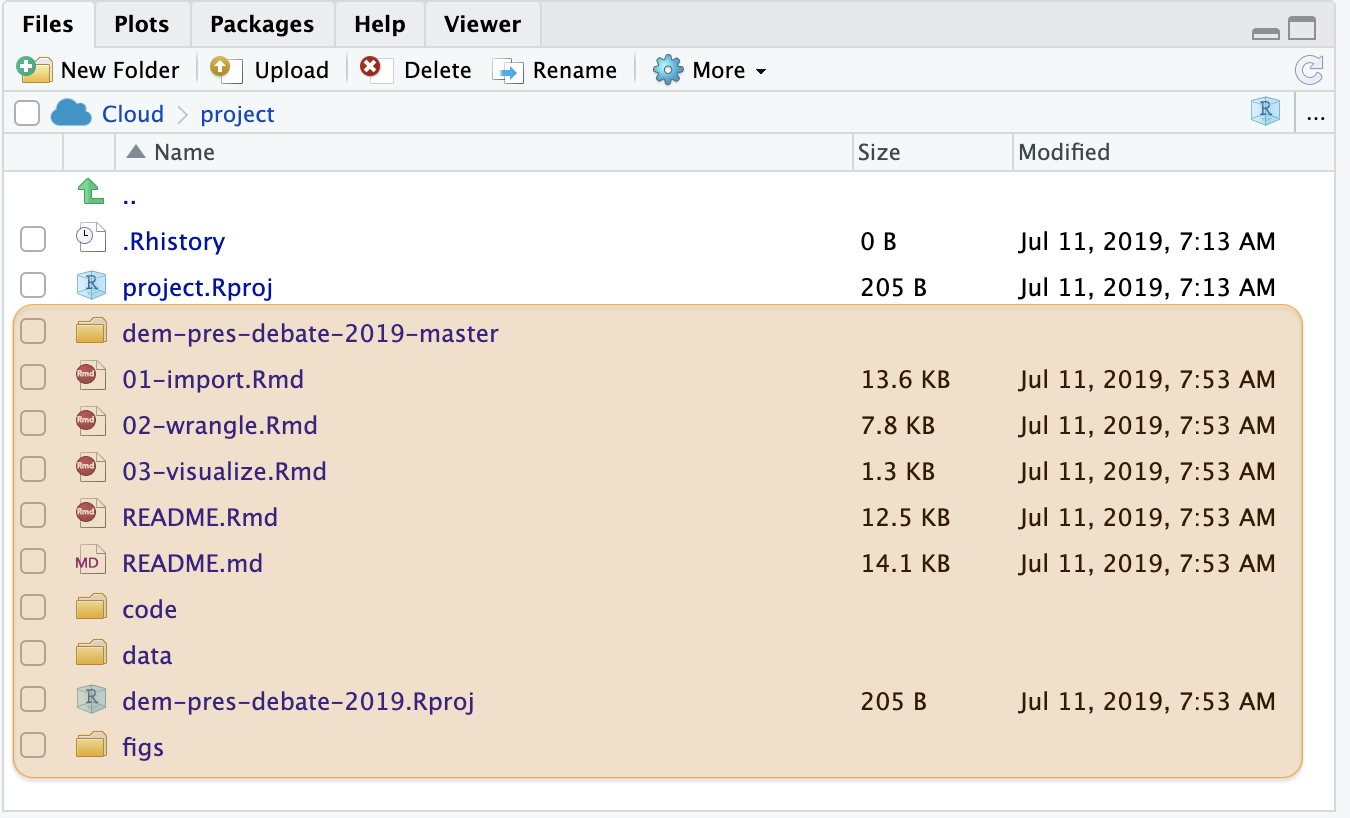 Files Plots Packages Help Viewer
New Folder Upload Delete Rename More
Cloud project R ...
Name Size Modified
..
.Rhistory 0 B Jul 11, 2019, 7:13 AM
R project.Rproj 205 B Jul 11, 2019, 7:13 AM
dem-pres-debate-2019-master
Rmd 01-import.Rmd 13.6 KB Jul 11, 2019, 7:53 AM
Rmd 02-wrangle.Rmd 7.8 KB Jul 11, 2019, 7:53 AM
Rmd 03-visualize.Rmd 1.3 KB Jul 11, 2019, 7:53 AM
Rmd README.Rmd 12.5 KB Jul 11, 2019, 7:53 AM
MD README.md 14.1 KB Jul 11, 2019, 7:53 AM
code
data
R dem-pres-debate-2019.Rproj 205 B Jul 11, 2019, 7:53 AM
figs